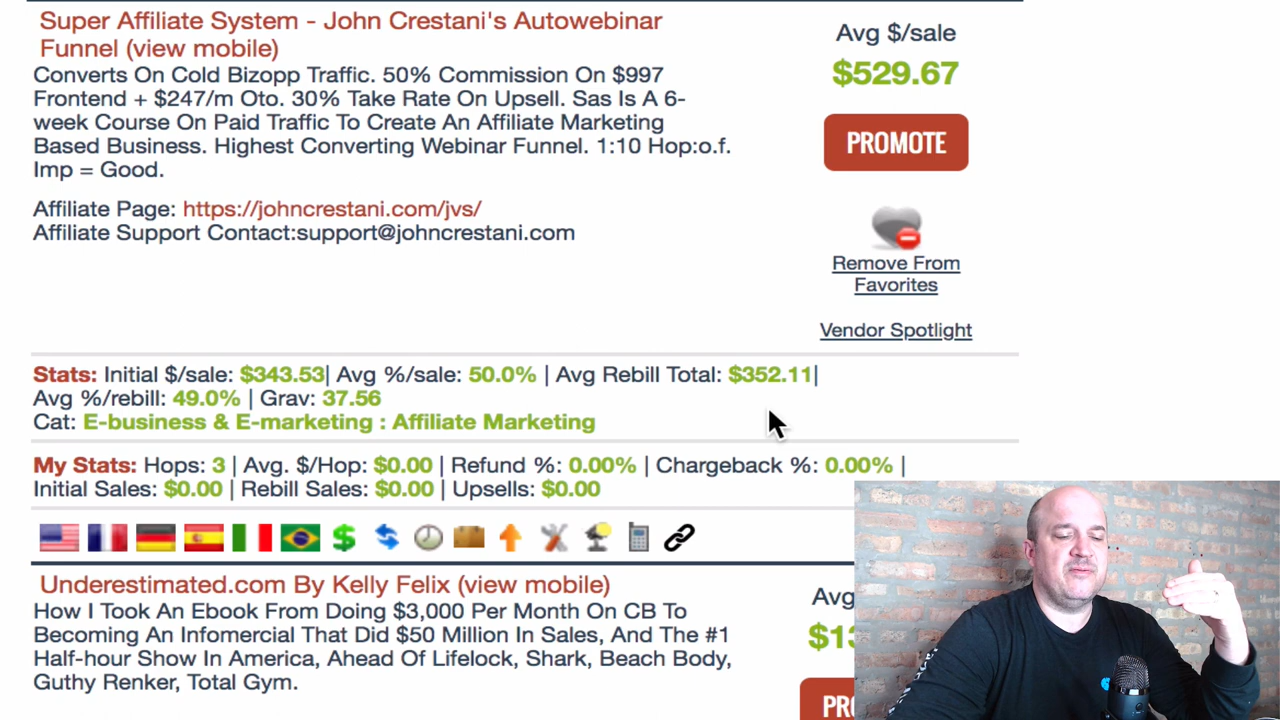 Super Affiliate System - John Crestani's Autowebinar
Funnel (view mobile)
Converts On Cold Bizopp Traffic. 50% Commission On $997
Frontend + $247/m Oto. 30% Take Rate On Upsell. Sas Is A 6-
week Course On Paid Traffic To Create An Affiliate Marketing
Based Business. Highest Converting Webinar Funnel. 1:10 Hop:o.f.
Imp = Good.
Affiliate Page: https://johncrestani.com/jvs/
Affiliate Support Contact:support@johncrestani.com
Avg $/sale
$529.67
PROMOTE
Remove From
Favorites
Vendor Spotlight
Stats: Initial $/sale: $343.53| Avg %/sale: 50.0% | Avg Rebill Total: $352.11|
Avg %/rebill: 49.0% | Grav: 37.56
Cat: E-business & E-marketing : Affiliate Marketing
My Stats: Hops: 3 | Avg. $/Hop: $0.00 | Refund %: 0.00% | Chargeback %: 0.00% |
Initial Sales: $0.00 | Rebill Sales: $0.00 | Upsells: $0.00
Underestimated.com By Kelly Felix (view mobile)
How I Took An Ebook From Doing $3,000 Per Month On CB To
Becoming An Infomercial That Did $50 Million In Sales, And The #1
Half-hour Show In America, Ahead Of Lifelock, Shark, Beach Body,
Guthy Renker, Total Gym.
Avg